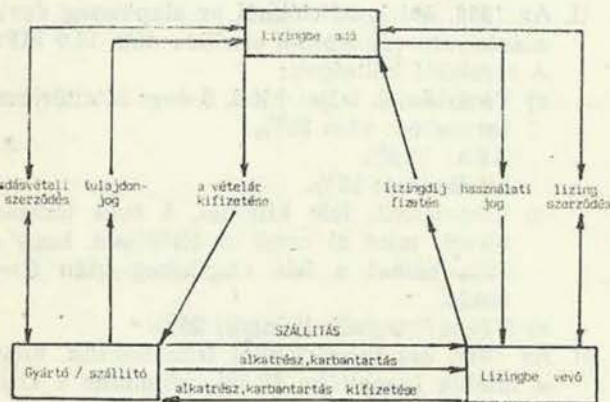 Lízingbe adó
adásvételi szerződés
tulajdon-jog
a vételár kifizetése
lízingdíj fizetés
használati jog
lízing szerződés
SZÁLLÍTÁS
alkatrész,karbantartás
Gyártó / szállító
Lízingbe vevő
alkatrész,karbantartás kifizetése